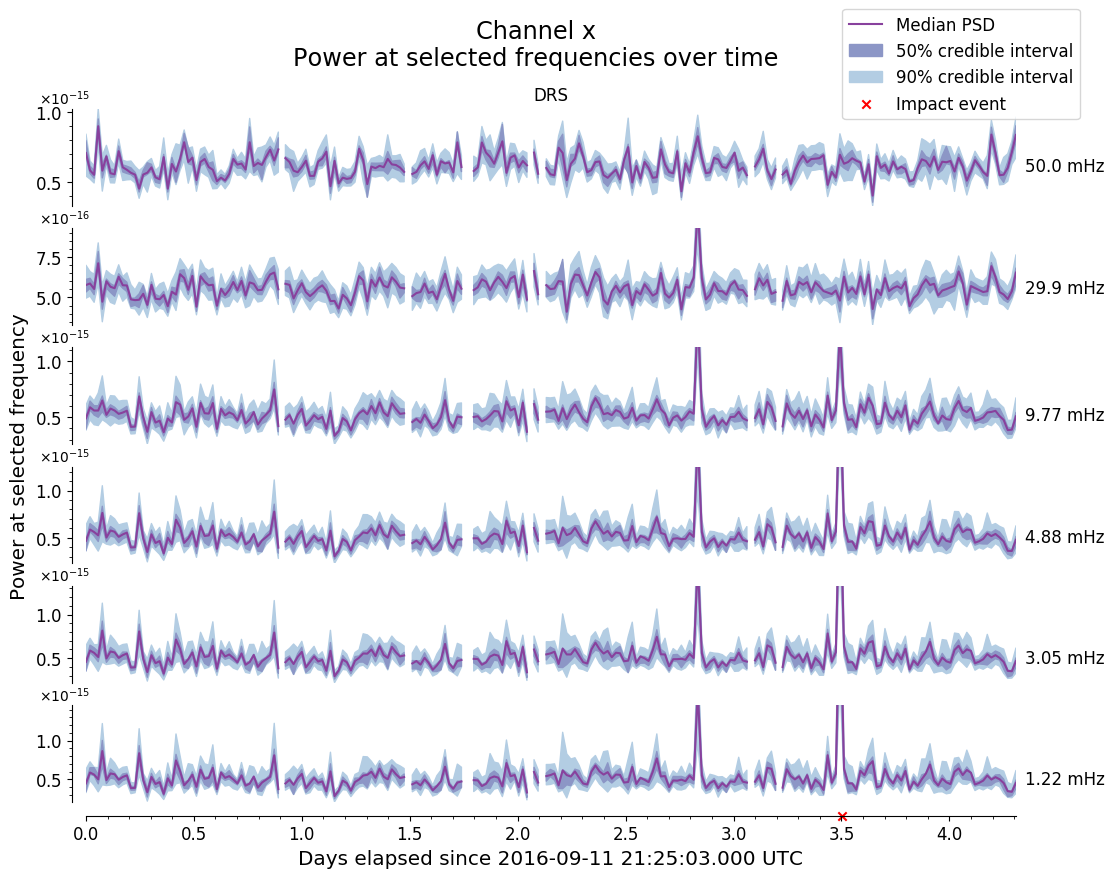 Channel x
Power at selected frequencies over time
Median PSD
50% credible interval
90% credible interval
Impact event
DRS
×10⁻¹⁵
1.0
0.5
50.0 mHz
×10⁻¹⁶
7.5
5.0
29.9 mHz
×10⁻¹⁵
1.0
0.5
9.77 mHz
×10⁻¹⁵
1.0
0.5
4.88 mHz
×10⁻¹⁵
1.0
0.5
3.05 mHz
×10⁻¹⁵
1.0
0.5
1.22 mHz
Power at selected frequency
0.0 0.5 1.0 1.5 2.0 2.5 3.0 3.5 4.0
Days elapsed since 2016-09-11 21:25:03.000 UTC